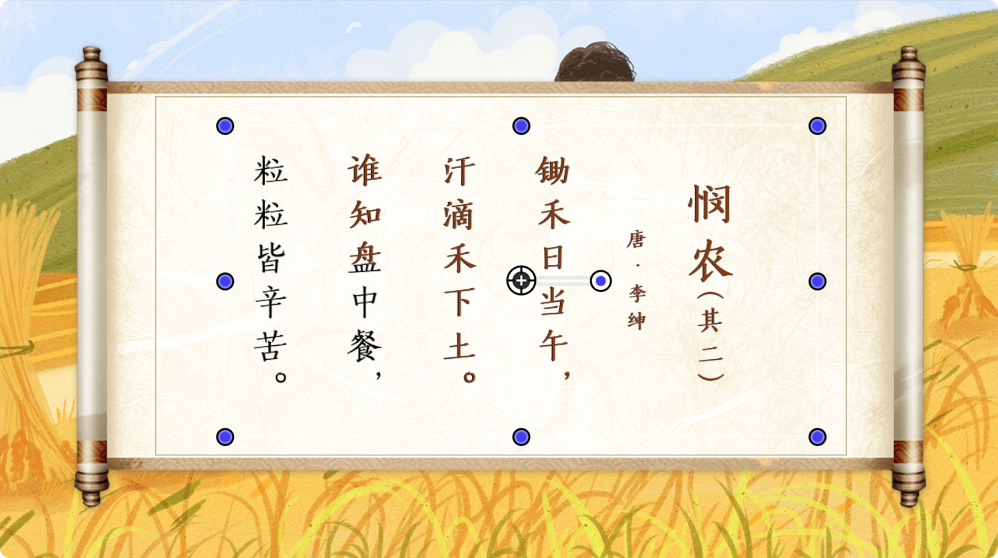 悯农（其二）
唐·李绅
锄禾日当午，
汗滴禾下土。
谁知盘中餐，
粒粒皆辛苦。